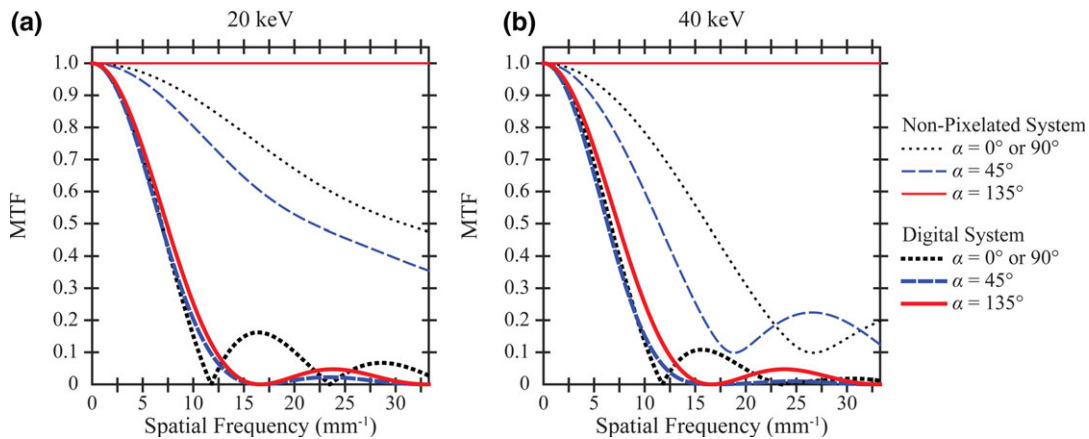 (a) 20 keV
1.0
0.9
0.8
0.7
0.6
0.5
0.4
0.3
0.2
0.1
0
MTF
0 5 10 15 20 25 30
Spatial Frequency (mm⁻¹)
(b) 40 keV
1.0
0.9
0.8
0.7
0.6
0.5
0.4
0.3
0.2
0.1
0
MTF
0 5 10 15 20 25 30
Spatial Frequency (mm⁻¹)
Non-Pixelated System
α = 0° or 90°
α = 45°
α = 135°
Digital System
α = 0° or 90°
α = 45°
α = 135°